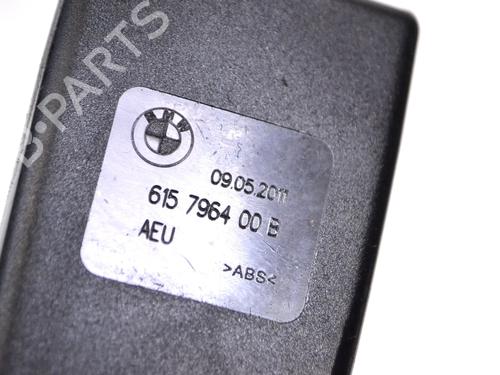 B-PARTS
BMW
09.05.2011
615 7964 00 B
AEU
>ABS<